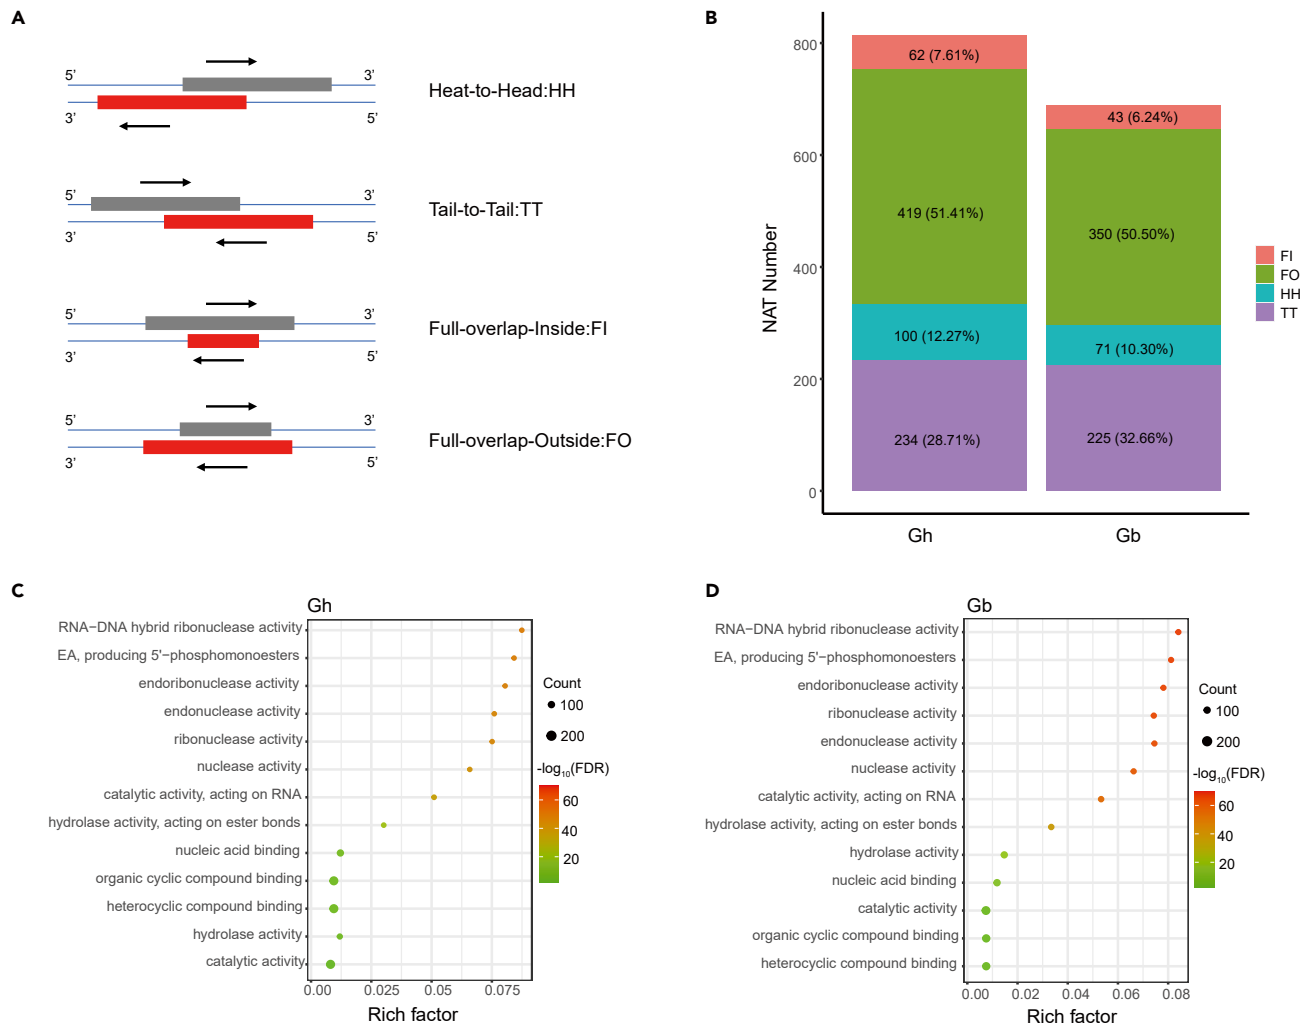 A
5’ 3’
3’ 5’
Heat-to-Head:HH
5’ 3’
3’ 5’
Tail-to-Tail:TT
5’ 3’
3’ 5’
Full-overlap-Inside:FI
5’ 3’
3’ 5’
Full-overlap-Outside:FO
B
NAT Number
800
600
400
200
0
62 (7.61%)
419 (51.41%)
100 (12.27%)
234 (28.71%)
43 (6.24%)
350 (50.50%)
71 (10.30%)
225 (32.66%)
Gh
Gb
FI
FO
HH
TT
C
Gh
RNA−DNA hybrid ribonuclease activity
EA, producing 5'−phosphomonoesters
endoribonuclease activity
endonuclease activity
ribonuclease activity
nuclease activity
catalytic activity, acting on RNA
hydrolase activity, acting on ester bonds
nucleic acid binding
organic cyclic compound binding
heterocyclic compound binding
hydrolase activity
catalytic activity
0.00 0.025 0.05 0.075
Rich factor
Count
100
200
-log10(FDR)
60
40
20
D
Gb
RNA−DNA hybrid ribonuclease activity
EA, producing 5'−phosphomonoesters
endoribonuclease activity
ribonuclease activity
endonuclease activity
nuclease activity
catalytic activity, acting on RNA
hydrolase activity, acting on ester bonds
hydrolase activity
nucleic acid binding
catalytic activity
organic cyclic compound binding
heterocyclic compound binding
0.00 0.02 0.04 0.06 0.08
Rich factor
Count
100
200
-log10(FDR)
60
40
20